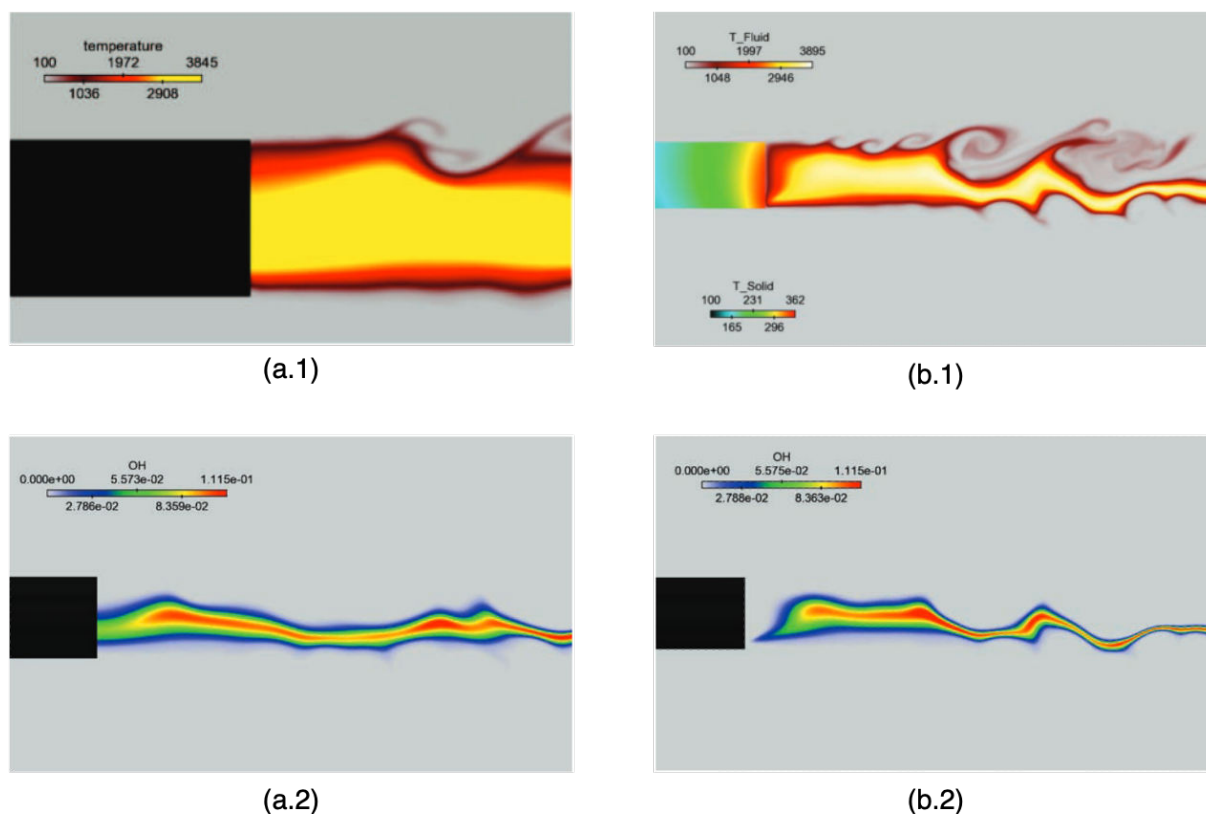 temperature
100 1972 3845
1036 2908
(a.1)
T_Fluid
100 1997 3895
1048 2946
T_Solid
100 231 362
165 296
(b.1)
OH
0.000e+00 5.573e-02 1.115e-01
2.786e-02 8.359e-02
(a.2)
OH
0.000e+00 5.575e-02 1.115e-01
2.788e-02 8.363e-02
(b.2)